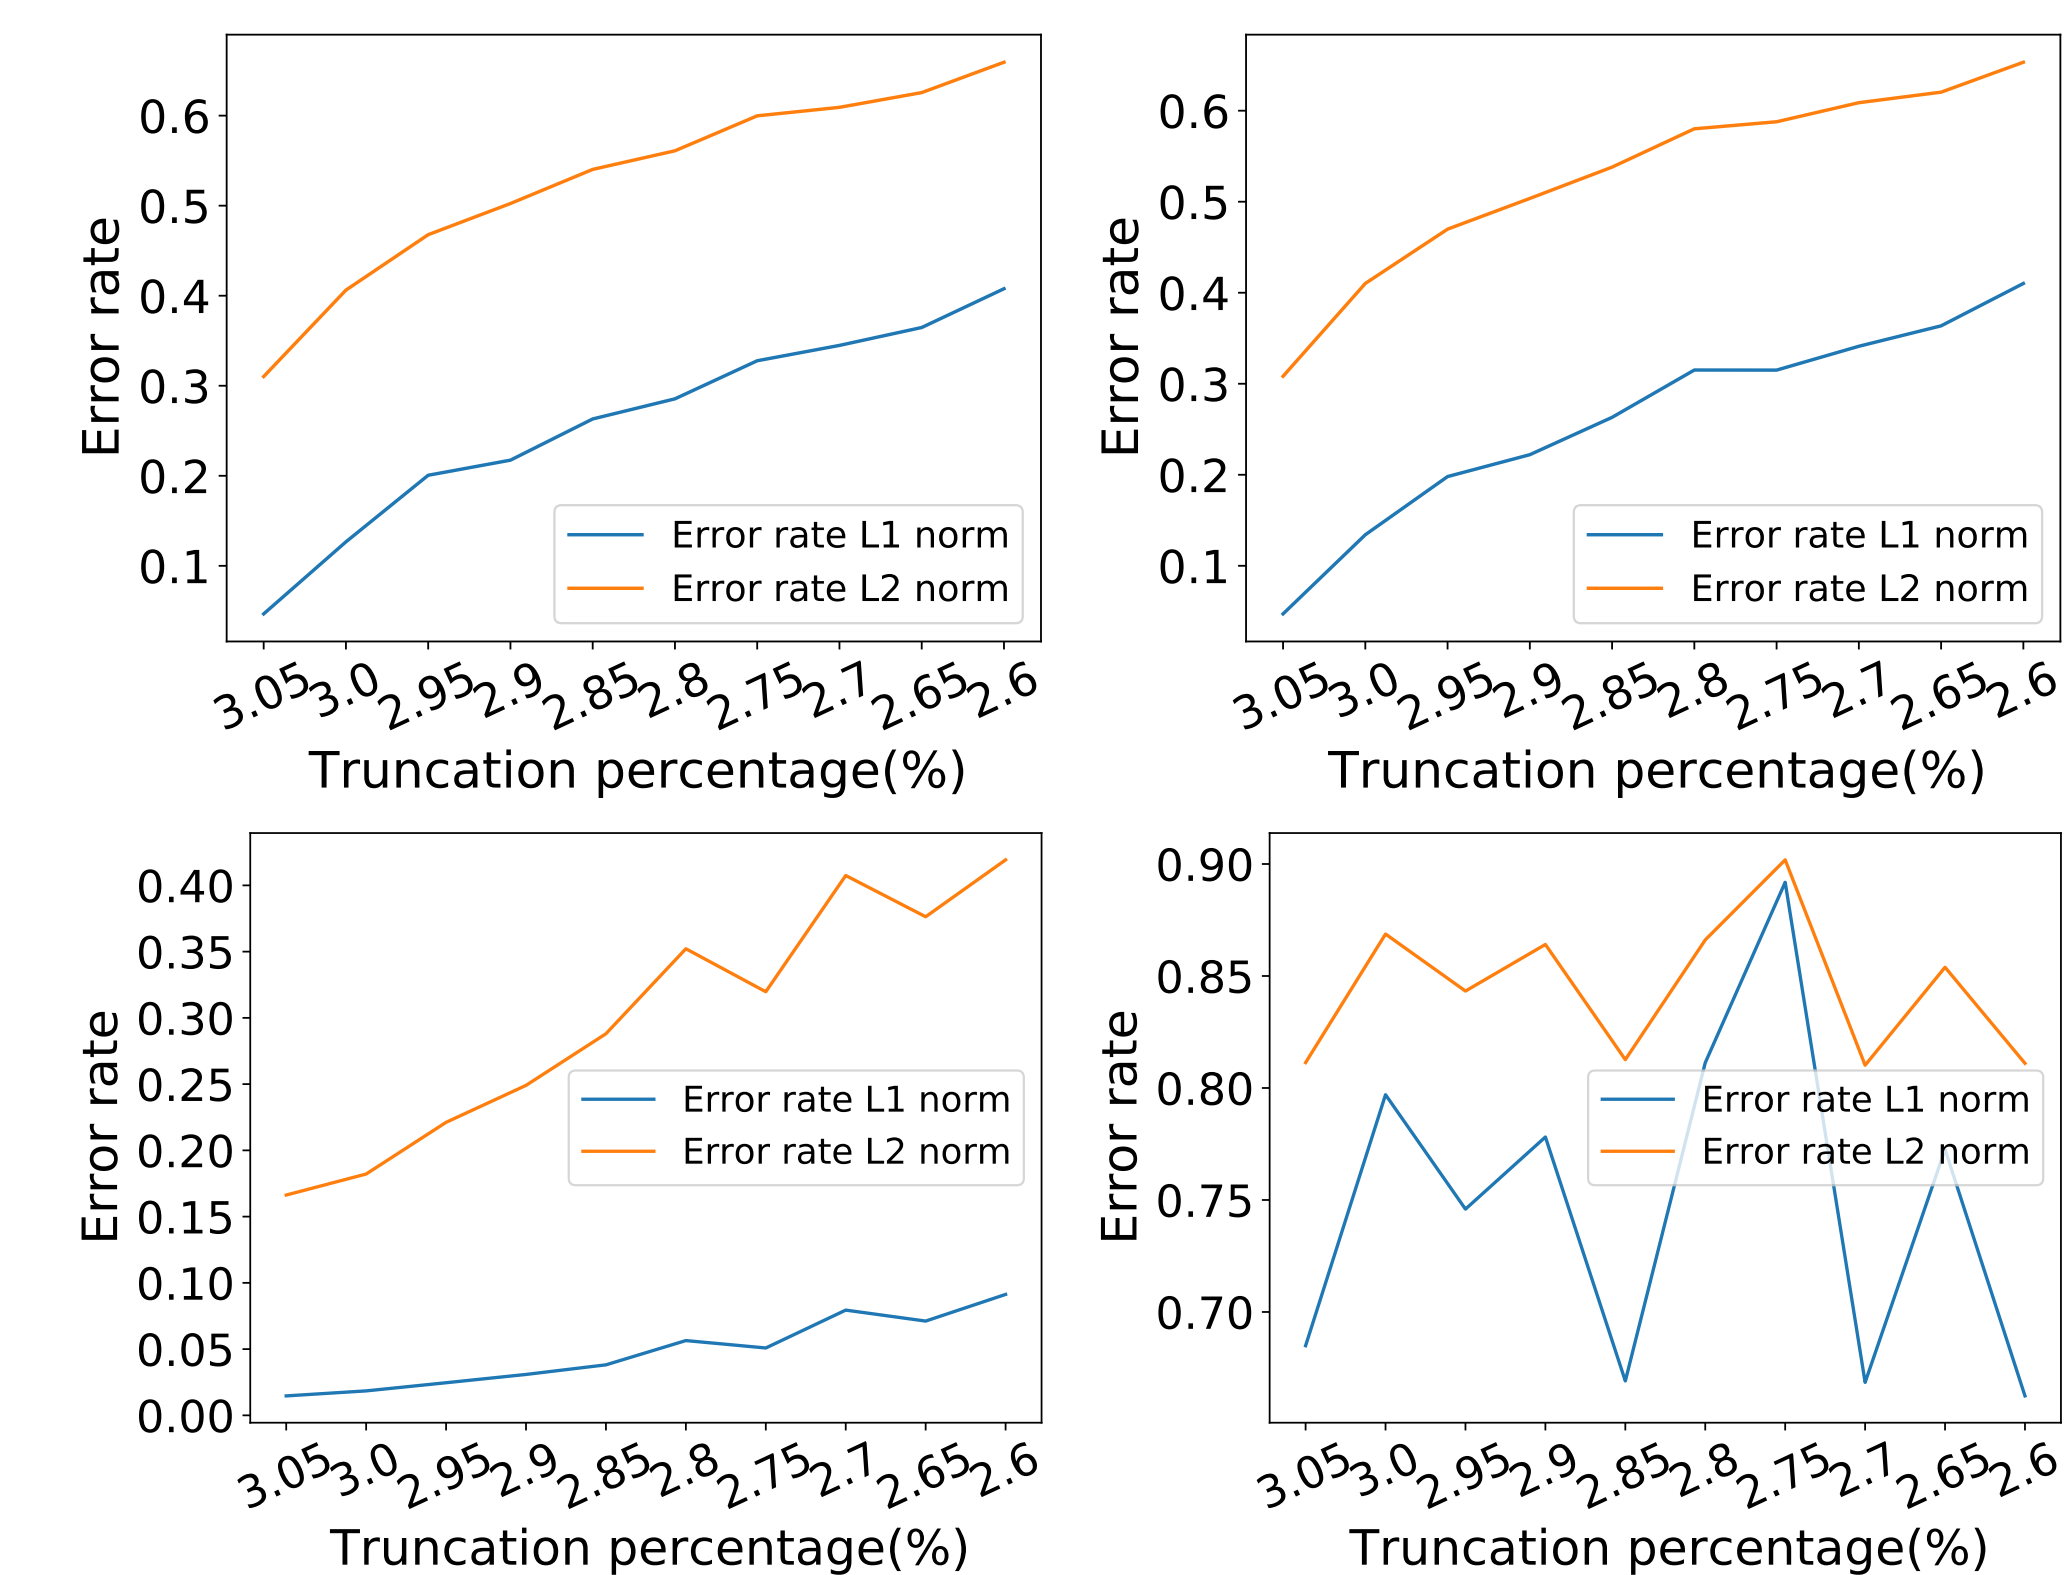 Error rate
0.6
0.5
0.4
0.3
0.2
0.1
Error rate L1 norm
Error rate L2 norm
3.05 3.0 2.95 2.9 2.85 2.8 2.75 2.7 2.65 2.6
Truncation percentage(%)
Error rate
0.6
0.5
0.4
0.3
0.2
0.1
Error rate L1 norm
Error rate L2 norm
3.05 3.0 2.95 2.9 2.85 2.8 2.75 2.7 2.65 2.6
Truncation percentage(%)
Error rate
0.40
0.35
0.30
0.25
0.20
0.15
0.10
0.05
0.00
Error rate L1 norm
Error rate L2 norm
3.05 3.0 2.95 2.9 2.85 2.8 2.75 2.7 2.65 2.6
Truncation percentage(%)
Error rate
0.90
0.85
0.80
0.75
0.70
Error rate L1 norm
Error rate L2 norm
3.05 3.0 2.95 2.9 2.85 2.8 2.75 2.7 2.65 2.6
Truncation percentage(%)